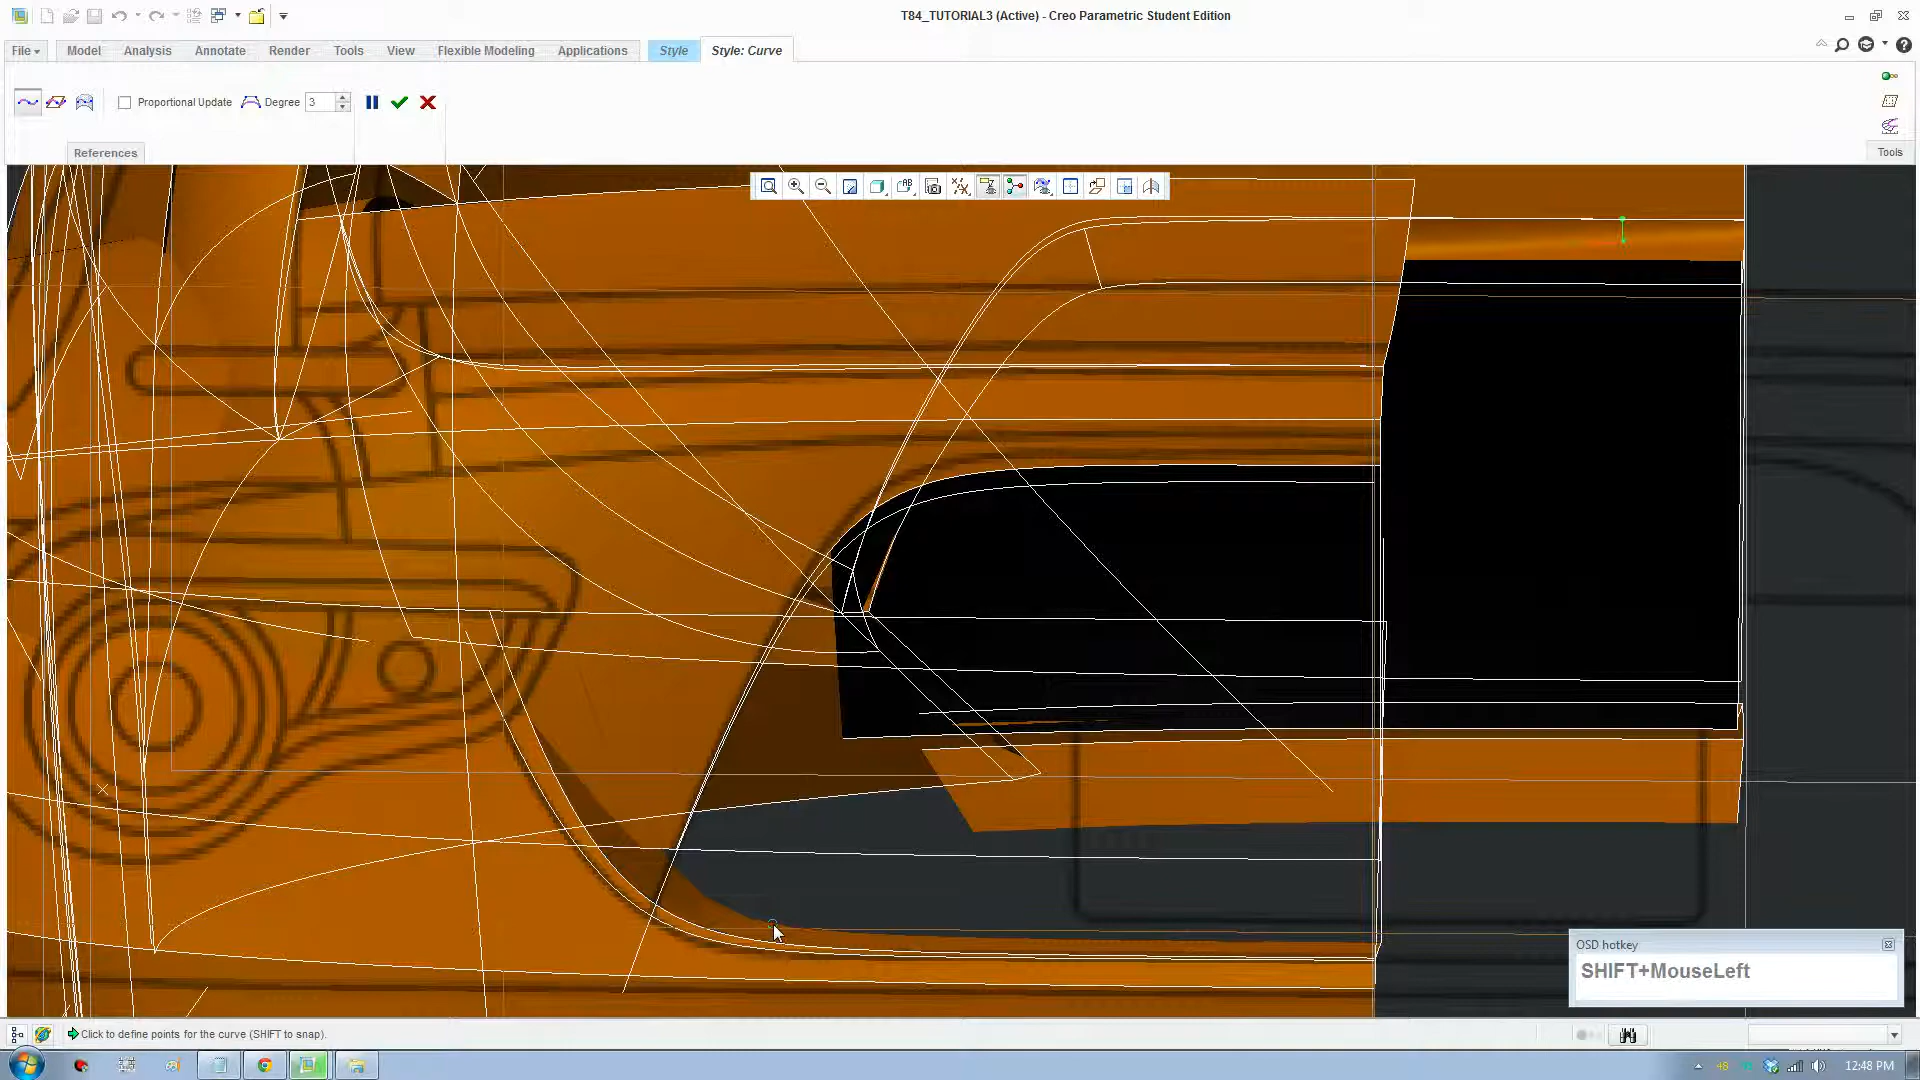 T84_TUTORIAL3 (Active) - Creo Parametric Student Edition
File Model Analysis Annotate Render Tools View Flexible Modeling Applications Style Style: Curve
Proportional Update Degree 3
References
Tools
OSD hotkey
SHIFT+MouseLeft
Click to define points for the curve (SHIFT to snap).
12:48 PM